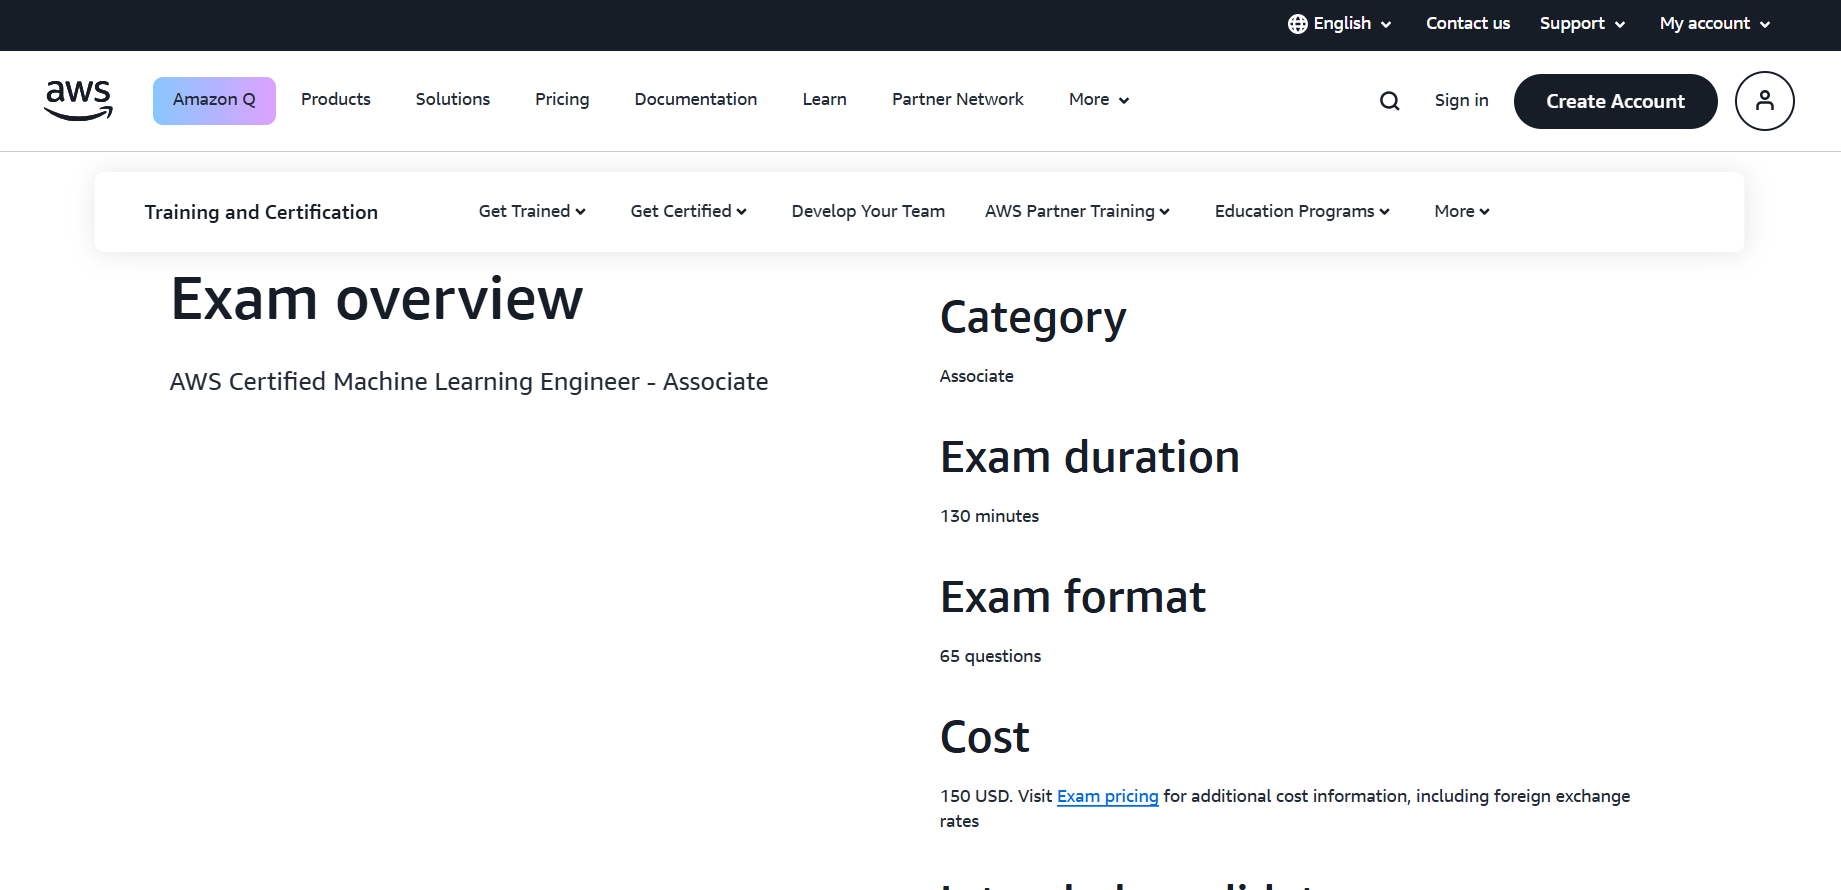 English
Contact us
Support
My account
aws
Amazon Q
Products
Solutions
Pricing
Documentation
Learn
Partner Network
More
Sign in
Create Account
Training and Certification
Get Trained
Get Certified
Develop Your Team
AWS Partner Training
Education Programs
More
Exam overview
AWS Certified Machine Learning Engineer - Associate
Category
Associate
Exam duration
130 minutes
Exam format
65 questions
Cost
150 USD. Visit Exam pricing for additional cost information, including foreign exchange
rates